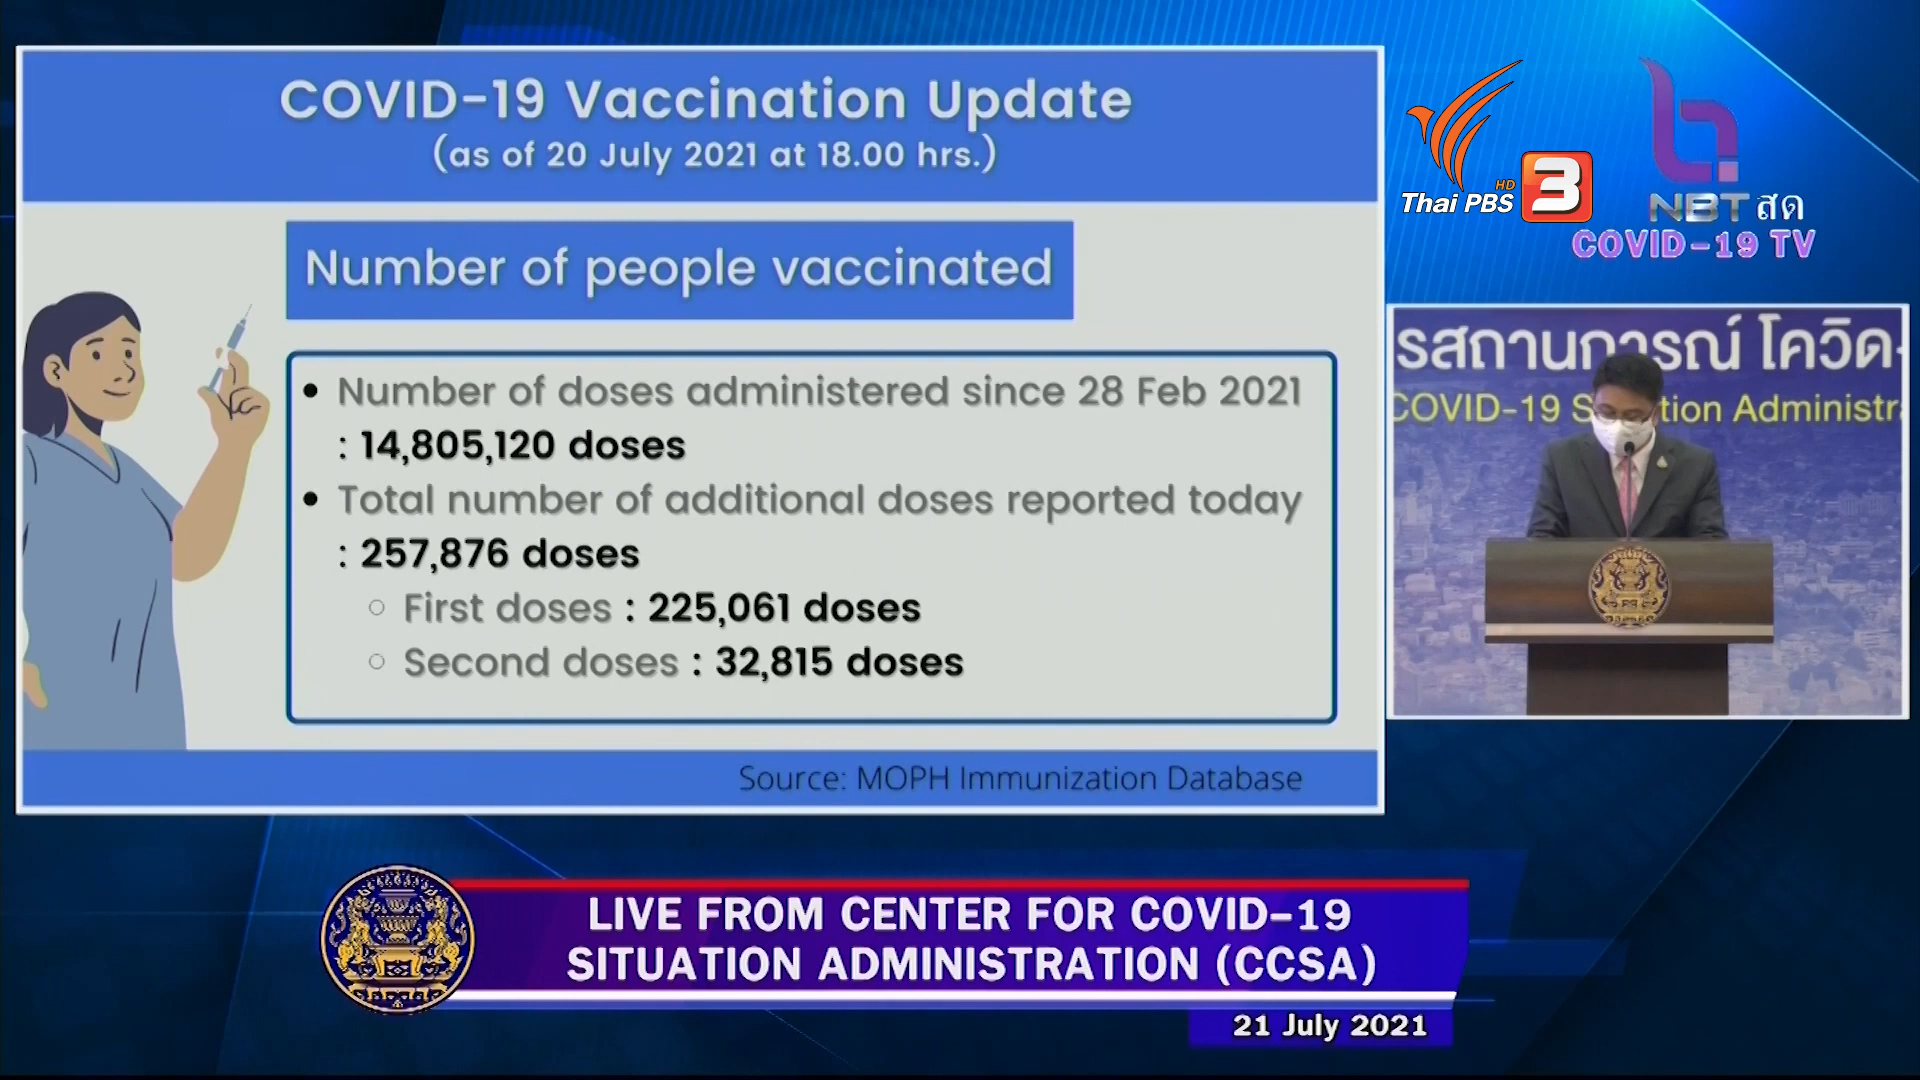 COVID-19 Vaccination Update
(as of 20 July 2021 at 18.00 hrs.)
Number of people vaccinated
• Number of doses administered since 28 Feb 2021
: 14,805,120 doses
• Total number of additional doses reported today
: 257,876 doses
○ First doses : 225,061 doses
○ Second doses : 32,815 doses
Source: MOPH Immunization Database
HD
Thai PBS 3
NBT สด
COVID-19 TV
รสถานการณ์ โควิด-
COVID-19 S tion Administr
LIVE FROM CENTER FOR COVID-19
SITUATION ADMINISTRATION (CCSA)
21 July 2021